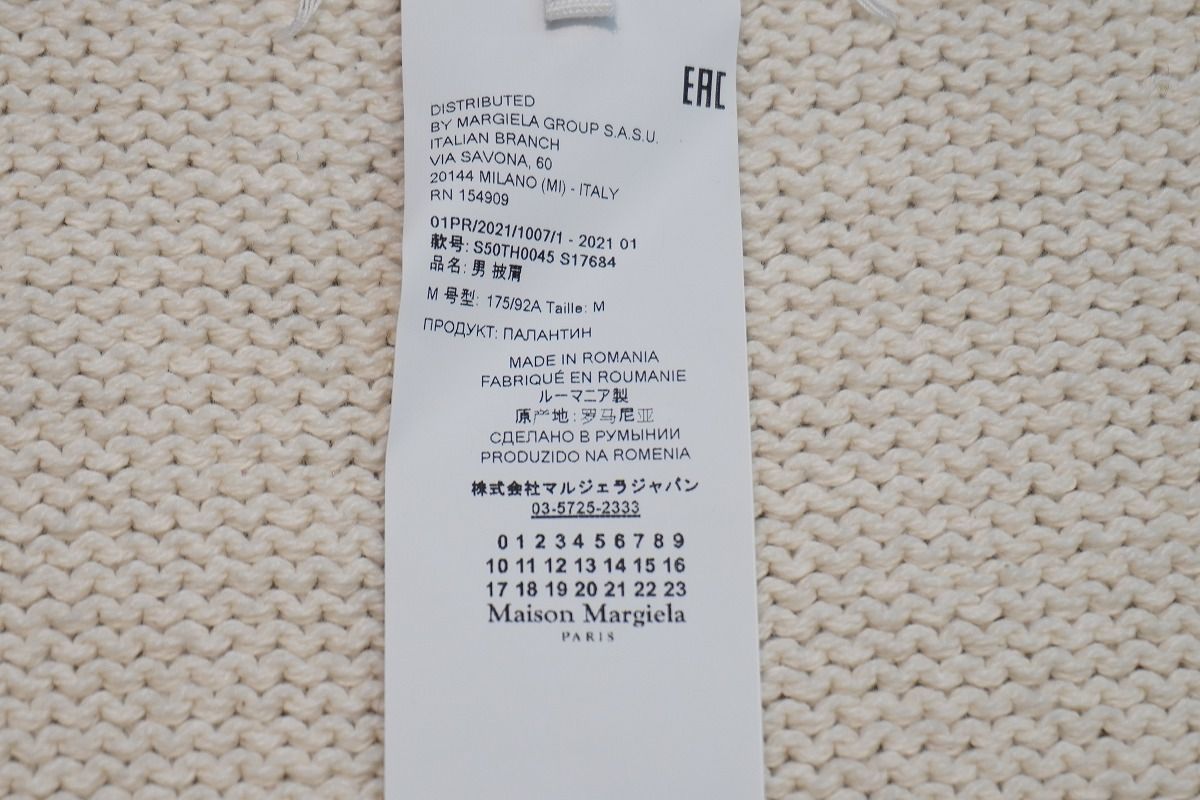 EAC
DISTRIBUTED
BY MARGIELA GROUP S.A.S.U.
ITALIAN BRANCH
VIA SAVONA, 60
20144 MILANO (MI) - ITALY
RN 154909
01PR/2021/1007/1 - 2021 01
款号: S50TH0045 S17684
品名: 男 披肩
M 号型: 175/92A Taille: M
ПРОДУКТ: ПАЛАНТИН
MADE IN ROMANIA
FABRIQUÉ EN ROUMANIE
ルーマニア製
原产地: 罗马尼亚
СДЕЛАНО В РУМЫНИИ
PRODUZIDO NA ROMENIA
株式会社マルジェラジャパン
03-5725-2333
0 1 2 3 4 5 6 7 8 9
10 11 12 13 14 15 16
17 18 19 20 21 22 23
Maison Margiela
PARIS